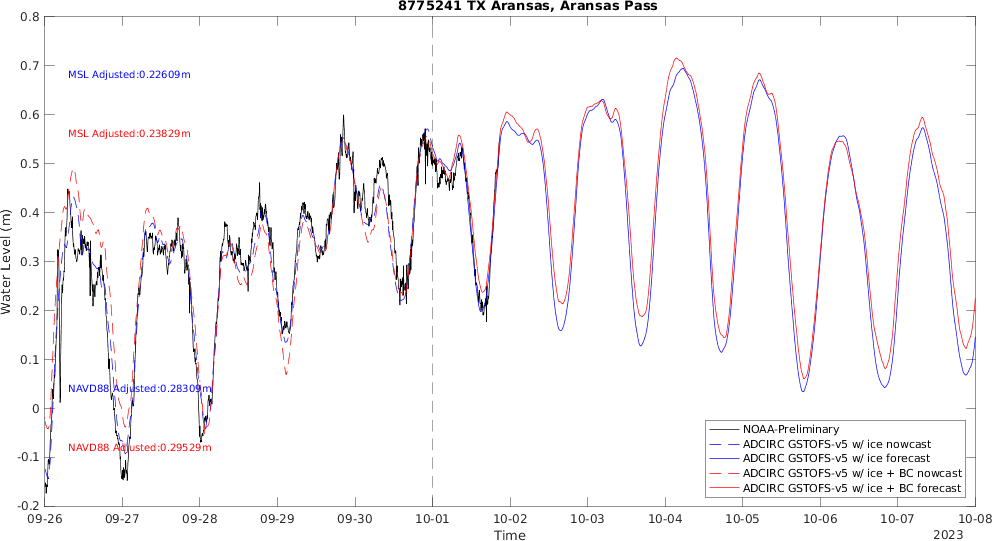 8775241 TX Aransas, Aransas Pass
0.8
0.7
0.6
0.5
0.4
0.3
0.2
0.1
0
-0.1
-0.2
Water Level (m)
MSL Adjusted:0.22609m
MSL Adjusted:0.23829m
NAVD88 Adjusted:0.28309m
NAVD88 Adjusted:0.29529m
NOAA-Preliminary
ADCIRC GSTOFS-v5 w/ ice nowcast
ADCIRC GSTOFS-v5 w/ ice forecast
ADCIRC GSTOFS-v5 w/ ice + BC nowcast
ADCIRC GSTOFS-v5 w/ ice + BC forecast
09-26 09-27 09-28 09-29 09-30 10-01 10-02 10-03 10-04 10-05 10-06 10-07 10-08
Time
2023